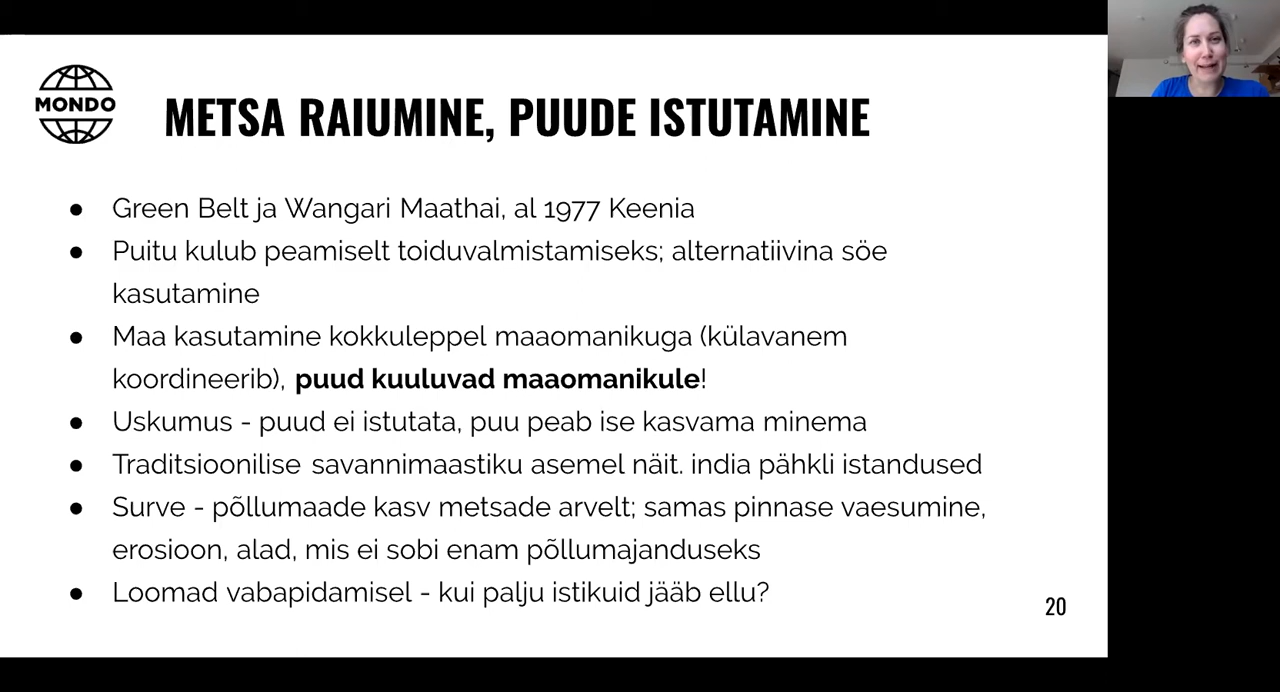 MONDO
METSA RAIUMINE, PUUDE ISTUTAMINE
● Green Belt ja Wangari Maathai, al 1977 Keenia
● Puitu kulub peamiselt toiduvalmistamiseks; alternatiivina söe
kasutamine
● Maa kasutamine kokkuleppel maaomanikuga (külavanem
koordineerib), puud kuuluvad maaomanikule!
● Uskumus - puud ei istutata, puu peab ise kasvama minema
● Traditsioonilise savannimaastiku asemel näit. india pähkli istandused
● Surve - põllumaade kasv metsade arvelt; samas pinnase vaesumine,
erosioon, alad, mis ei sobi enam põllumajanduseks
● Loomad vabapidamisel - kui palju istikuid jääb ellu?
20